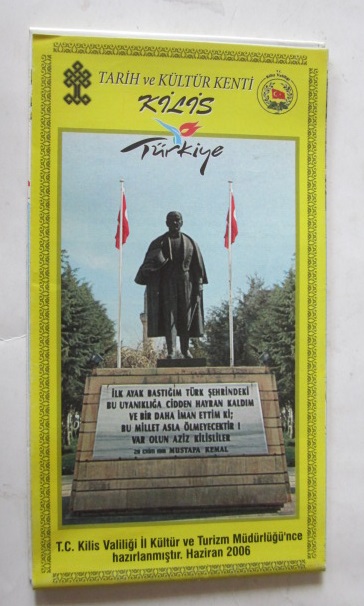 TARİH ve KÜLTÜR KENTİ
KİLİS
Türkiye
İLK AYAK BASTIĞIM TÜRK ŞEHRİNDEKİ
BU UYANIKLIĞA CİDDEN HAYRAN KALDIM
VE BİR DAHA İMAN ETTİM Kİ;
BU MİLLET ASLA ÖLMEYECEKTİR !
VAR OLUN AZİZ KİLİSLİLER
MUSTAFA KEMAL
T.C. Kilis Valiliği İl Kültür ve Turizm Müdürlüğü'nce
hazırlanmıştır. Haziran 2006